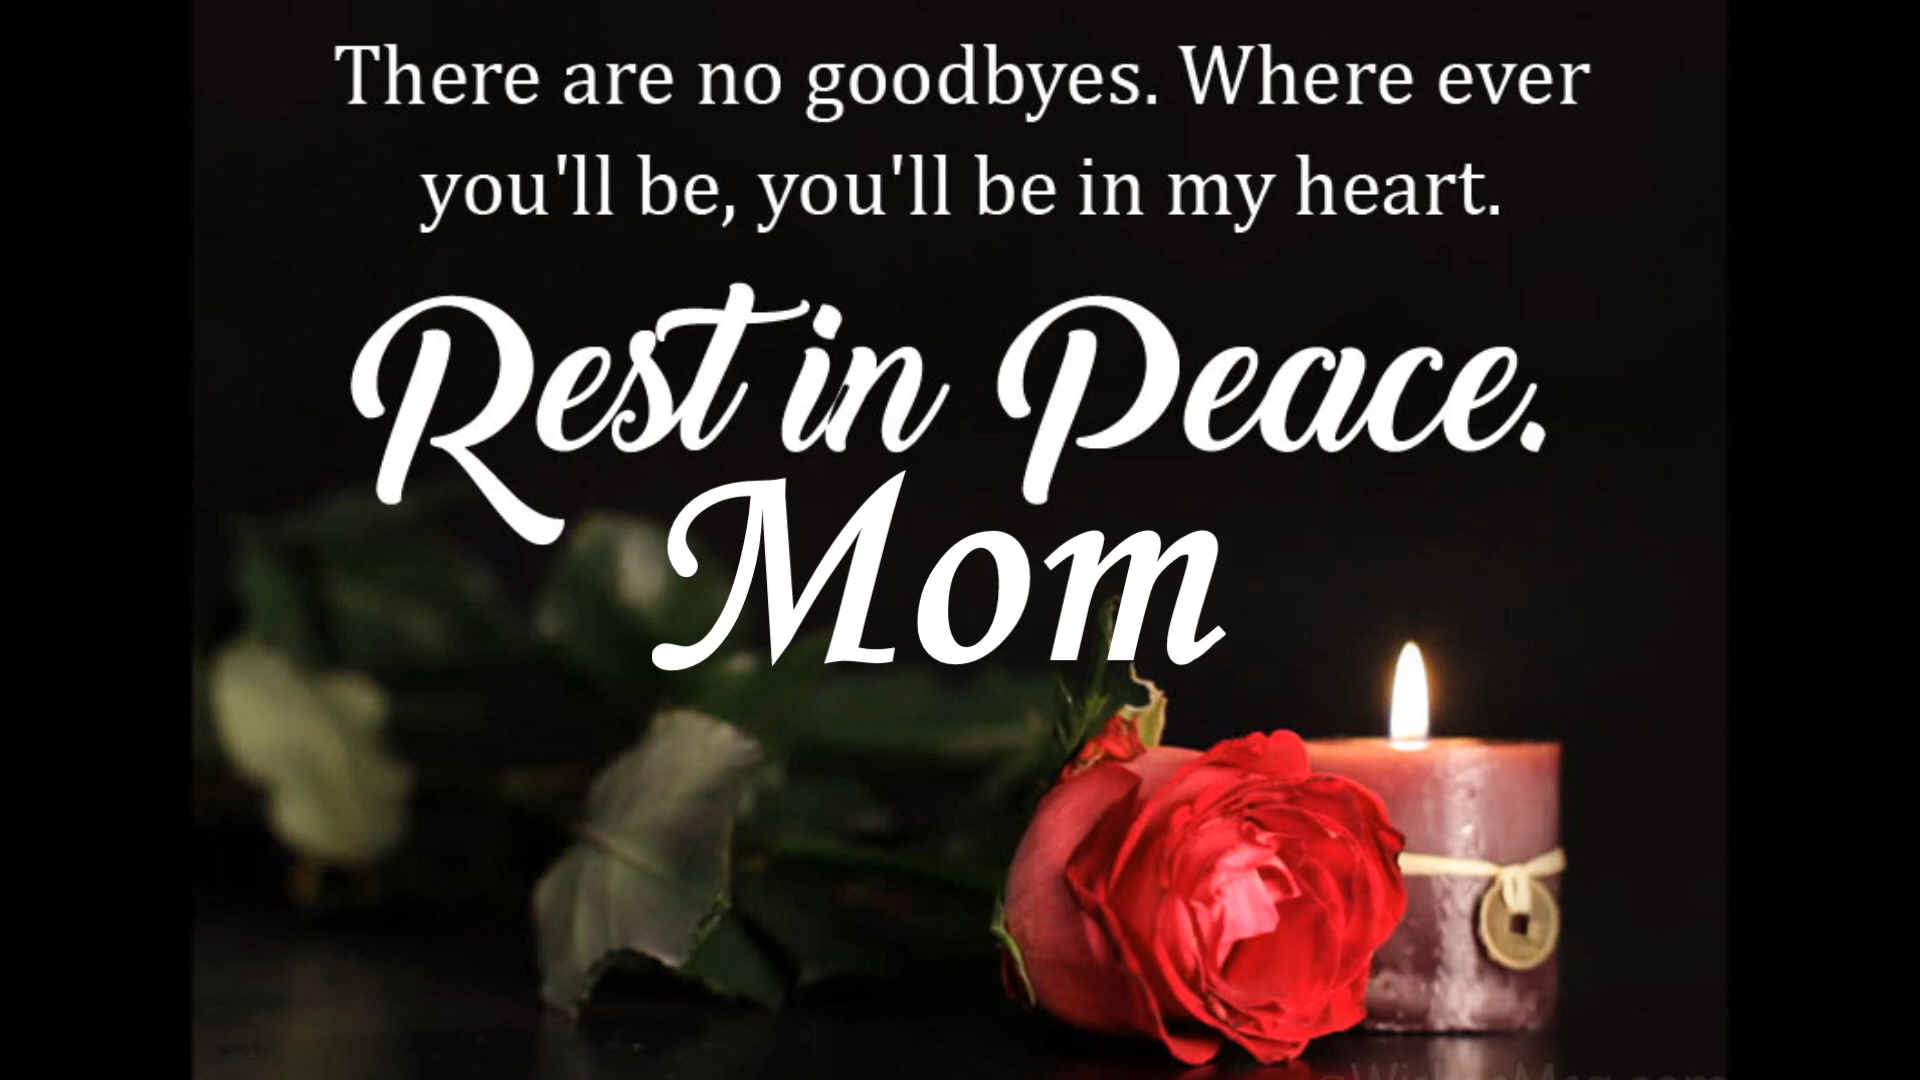 There are no goodbyes. Where ever
you'll be, you'll be in my heart.
Rest in Peace.
Mom